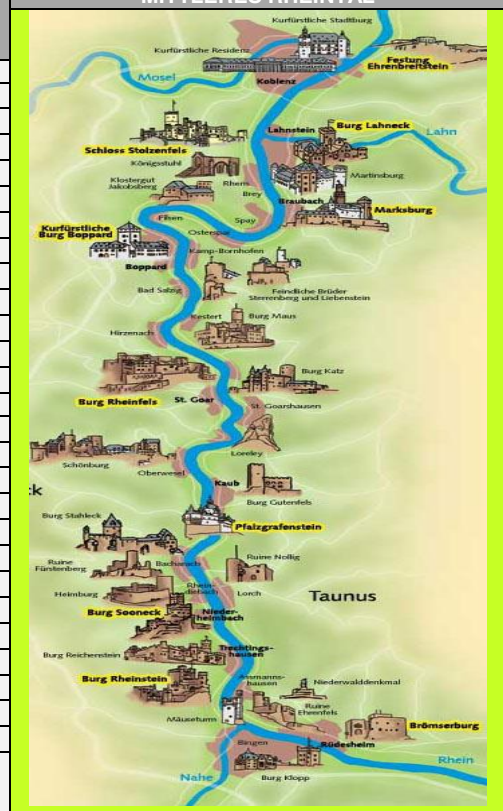 MITTLERES RHEINTAL
Kurfürstliche Stadtburg
Kurfürstliche Residenz
Festung
Ehrenbreitstein
Mosel
Koblenz
Lahnstein
Burg Lahneck
Lahn
Schloss Stolzenfels
Königsstuhl
Martinsburg
Klostergut
Jakobsberg
Rhens
Brey
Braubach
Marksburg
Filsen
Spay
Kurfürstliche
Burg Boppard
Osterspai
Kamp-Bornhofen
Boppard
Bad Salzig
Feindliche Brüder
Sterrenberg und Liebenstein
Kestert
Burg Maus
Hirzenach
Burg Katz
Burg Rheinfels
St. Goar
St. Goarshausen
Loreley
Schönburg
Oberwesel
Kaub
ck
Burg Gutenfels
Burg Stahleck
Pfalzgrafenstein
Ruine
Fürstenberg
Bacharach
Ruine Nollig
Heimburg
Rhein-
diebach
Lorch
Taunus
Burg Sooneck
Nieder-
heimbach
Burg Reichenstein
Trechtings-
hausen
Burg Rheinstein
Assmanns-
hausen
Niederwalddenkmal
Mäuseturm
Ruine
Ehrenfels
Brömserburg
Bingen
Rüdesheim
Rhein
Nahe
Burg Klopp